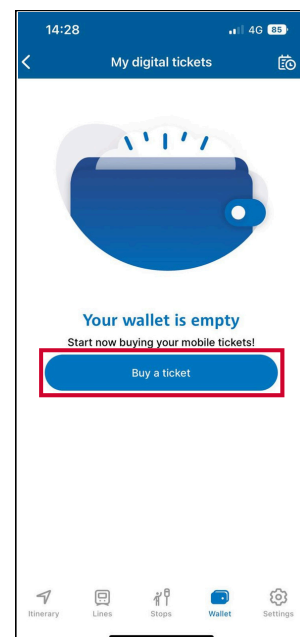 14:28 4G 85
My digital tickets
Your wallet is empty
Start now buying your mobile tickets!
Buy a ticket
Itinerary Lines Stops Wallet Settings